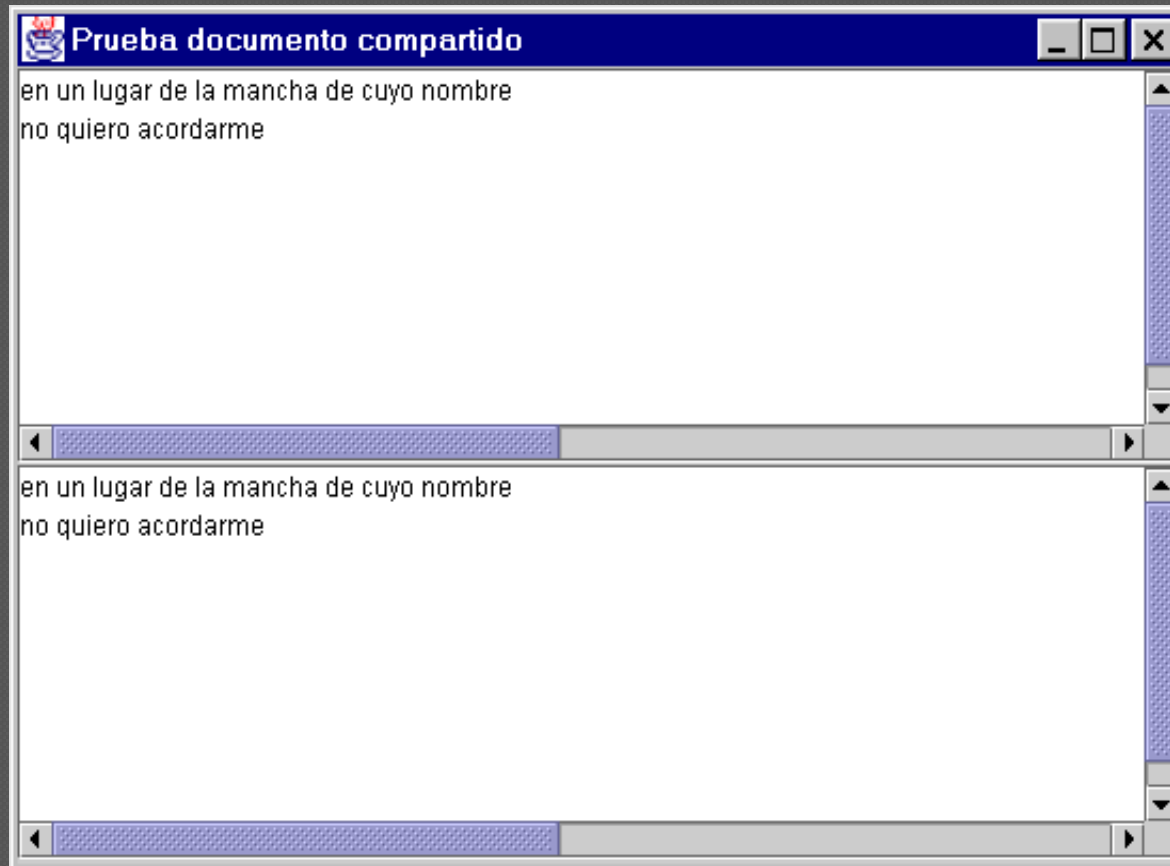 Prueba documento compartido
en un lugar de la mancha de cuyo nombre
no quiero acordarme
en un lugar de la mancha de cuyo nombre
no quiero acordarme